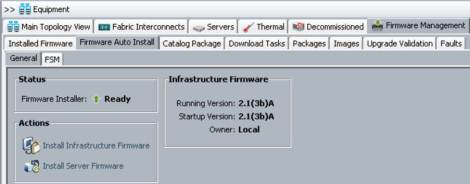 >> Equipment
Main Topology View Fabric Interconnects Servers Thermal Decommissioned Firmware Management
Installed Firmware Firmware Auto Install Catalog Package Download Tasks Packages Images Upgrade Validation Faults
General FSM
Status
Firmware Installer: Ready
Actions
Install Infrastructure Firmware
Install Server Firmware
Infrastructure Firmware
Running Version: 2.1(3b)A
Startup Version: 2.1(3b)A
Owner: Local